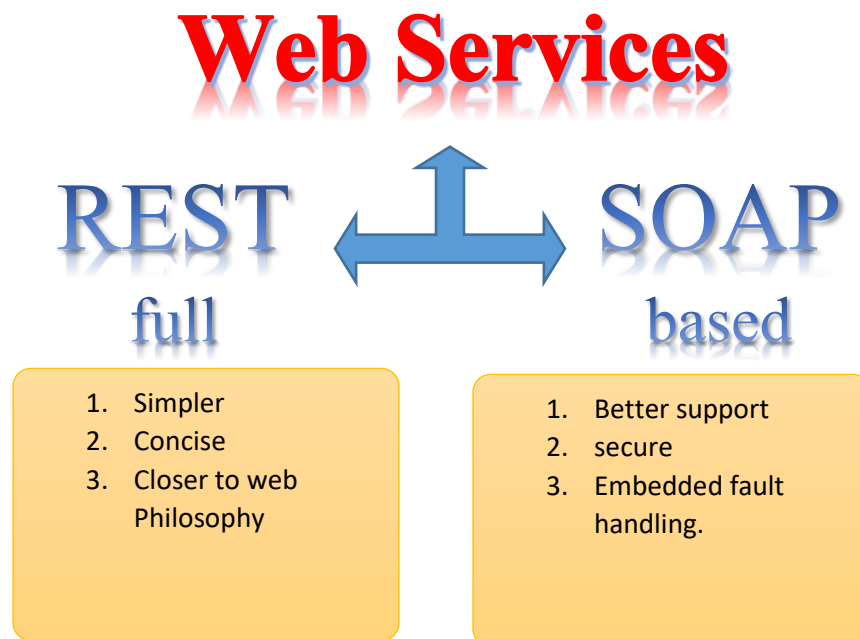 Web Services
REST
full
SOAP
based
1. Simpler
2. Concise
3. Closer to web
Philosophy
1. Better support
2. secure
3. Embedded fault
handling.